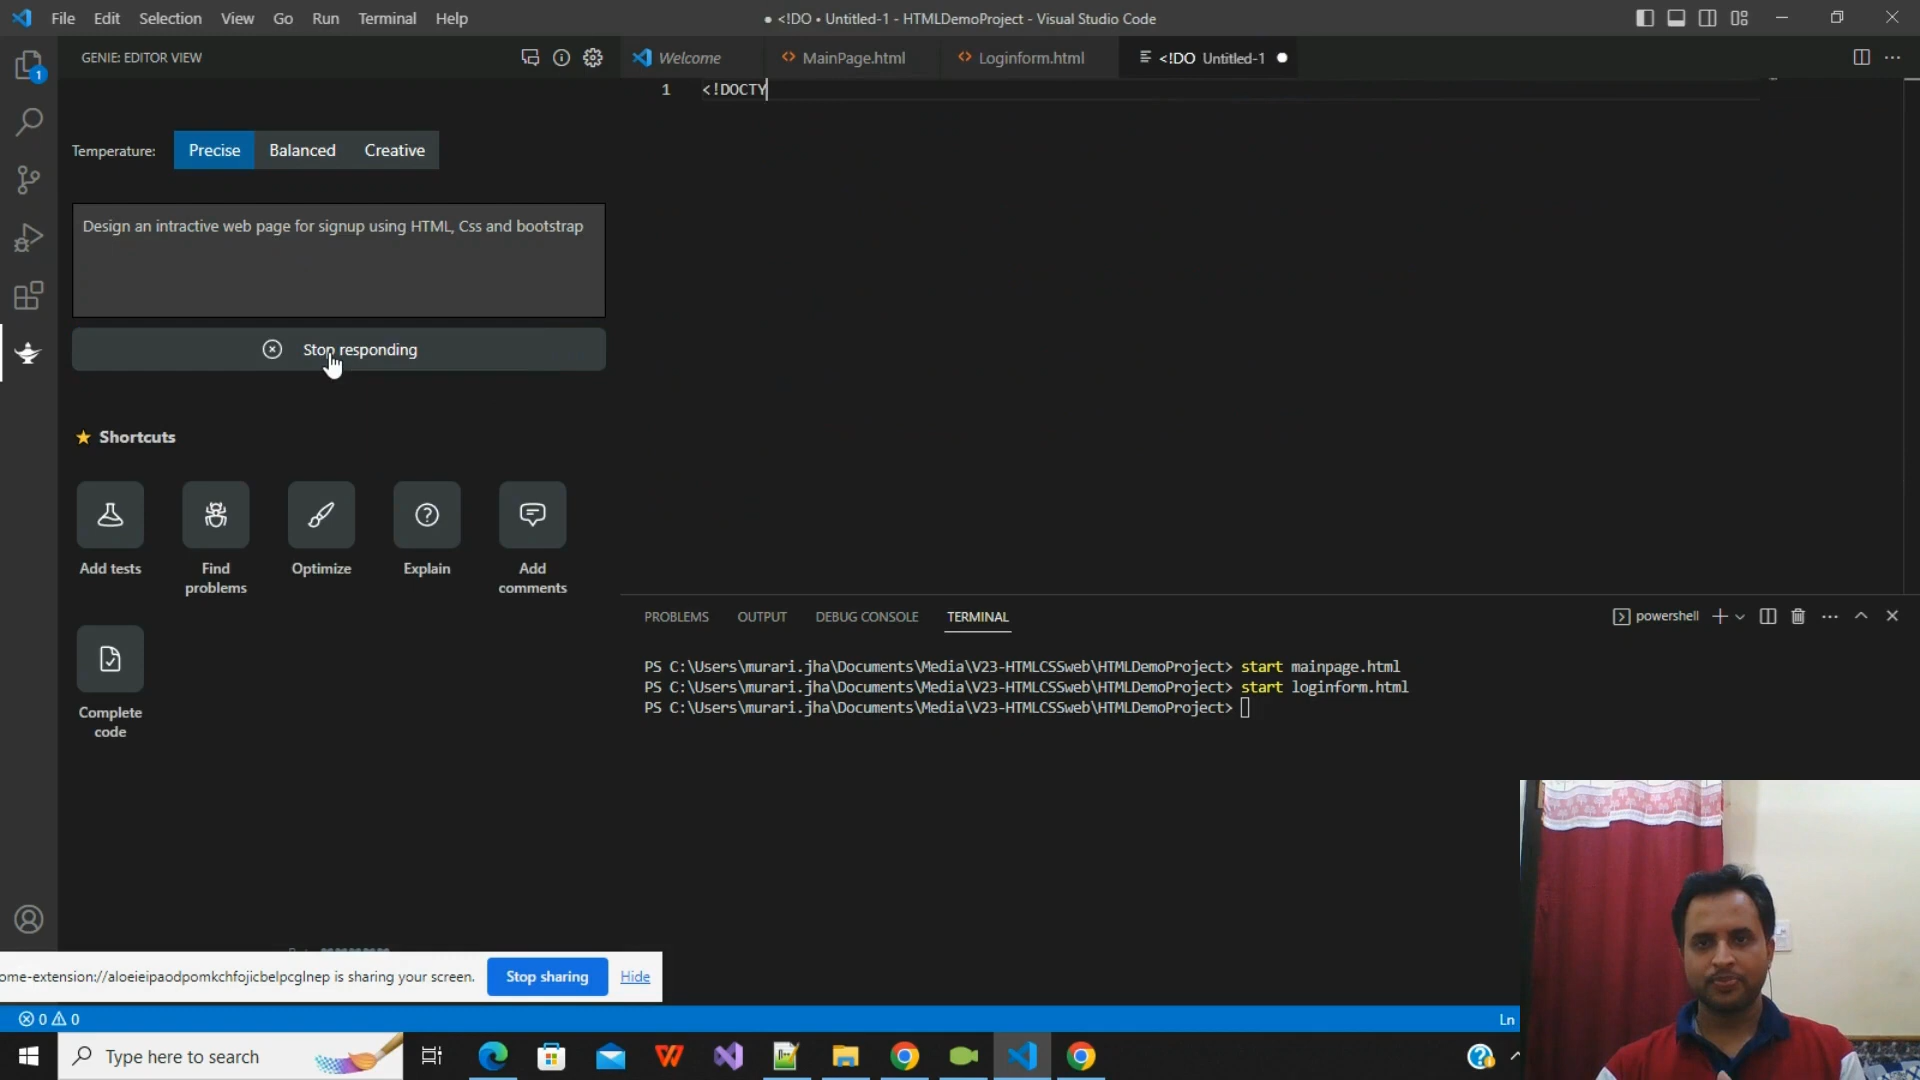 File Edit Selection View Go Run Terminal Help
● <!DO • Untitled-1 - HTMLDemoProject - Visual Studio Code
GENIE: EDITOR VIEW
Welcome
MainPage.html
Loginform.html
<!DO Untitled-1
1
1 <!DOCTY
Temperature: Precise Balanced Creative
Design an intractive web page for signup using HTML, Css and bootstrap
Stop responding
Shortcuts
Add tests
Find
problems
Optimize
Explain
Add
comments
Complete
code
PROBLEMS OUTPUT DEBUG CONSOLE TERMINAL
powershell
PS C:\Users\murari.jha\Documents\Media\V23-HTMLCSSweb\HTMLDemoProject> start mainpage.html
PS C:\Users\murari.jha\Documents\Media\V23-HTMLCSSweb\HTMLDemoProject> start loginform.html
PS C:\Users\murari.jha\Documents\Media\V23-HTMLCSSweb\HTMLDemoProject>
ome-extension://aloeieipaodpomkchfojicbelpcglnep is sharing your screen.
Stop sharing
Hide
0 0
Ln
Type here to search